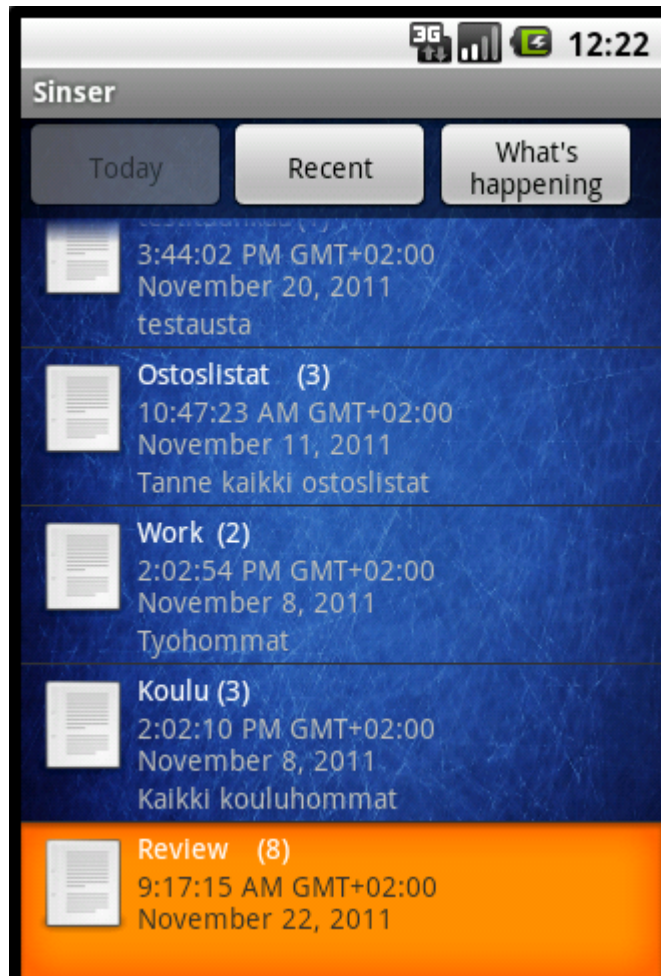 3G
12:22
Sinser
Today
Recent
What's
happening
3:44:02 PM GMT+02:00
November 20, 2011
testausta
Ostoslistat (3)
10:47:23 AM GMT+02:00
November 11, 2011
Tanne kaikki ostoslistat
Work (2)
2:02:54 PM GMT+02:00
November 8, 2011
Tyohommat
Koulu (3)
2:02:10 PM GMT+02:00
November 8, 2011
Kaikki kouluhommat
Review (8)
9:17:15 AM GMT+02:00
November 22, 2011